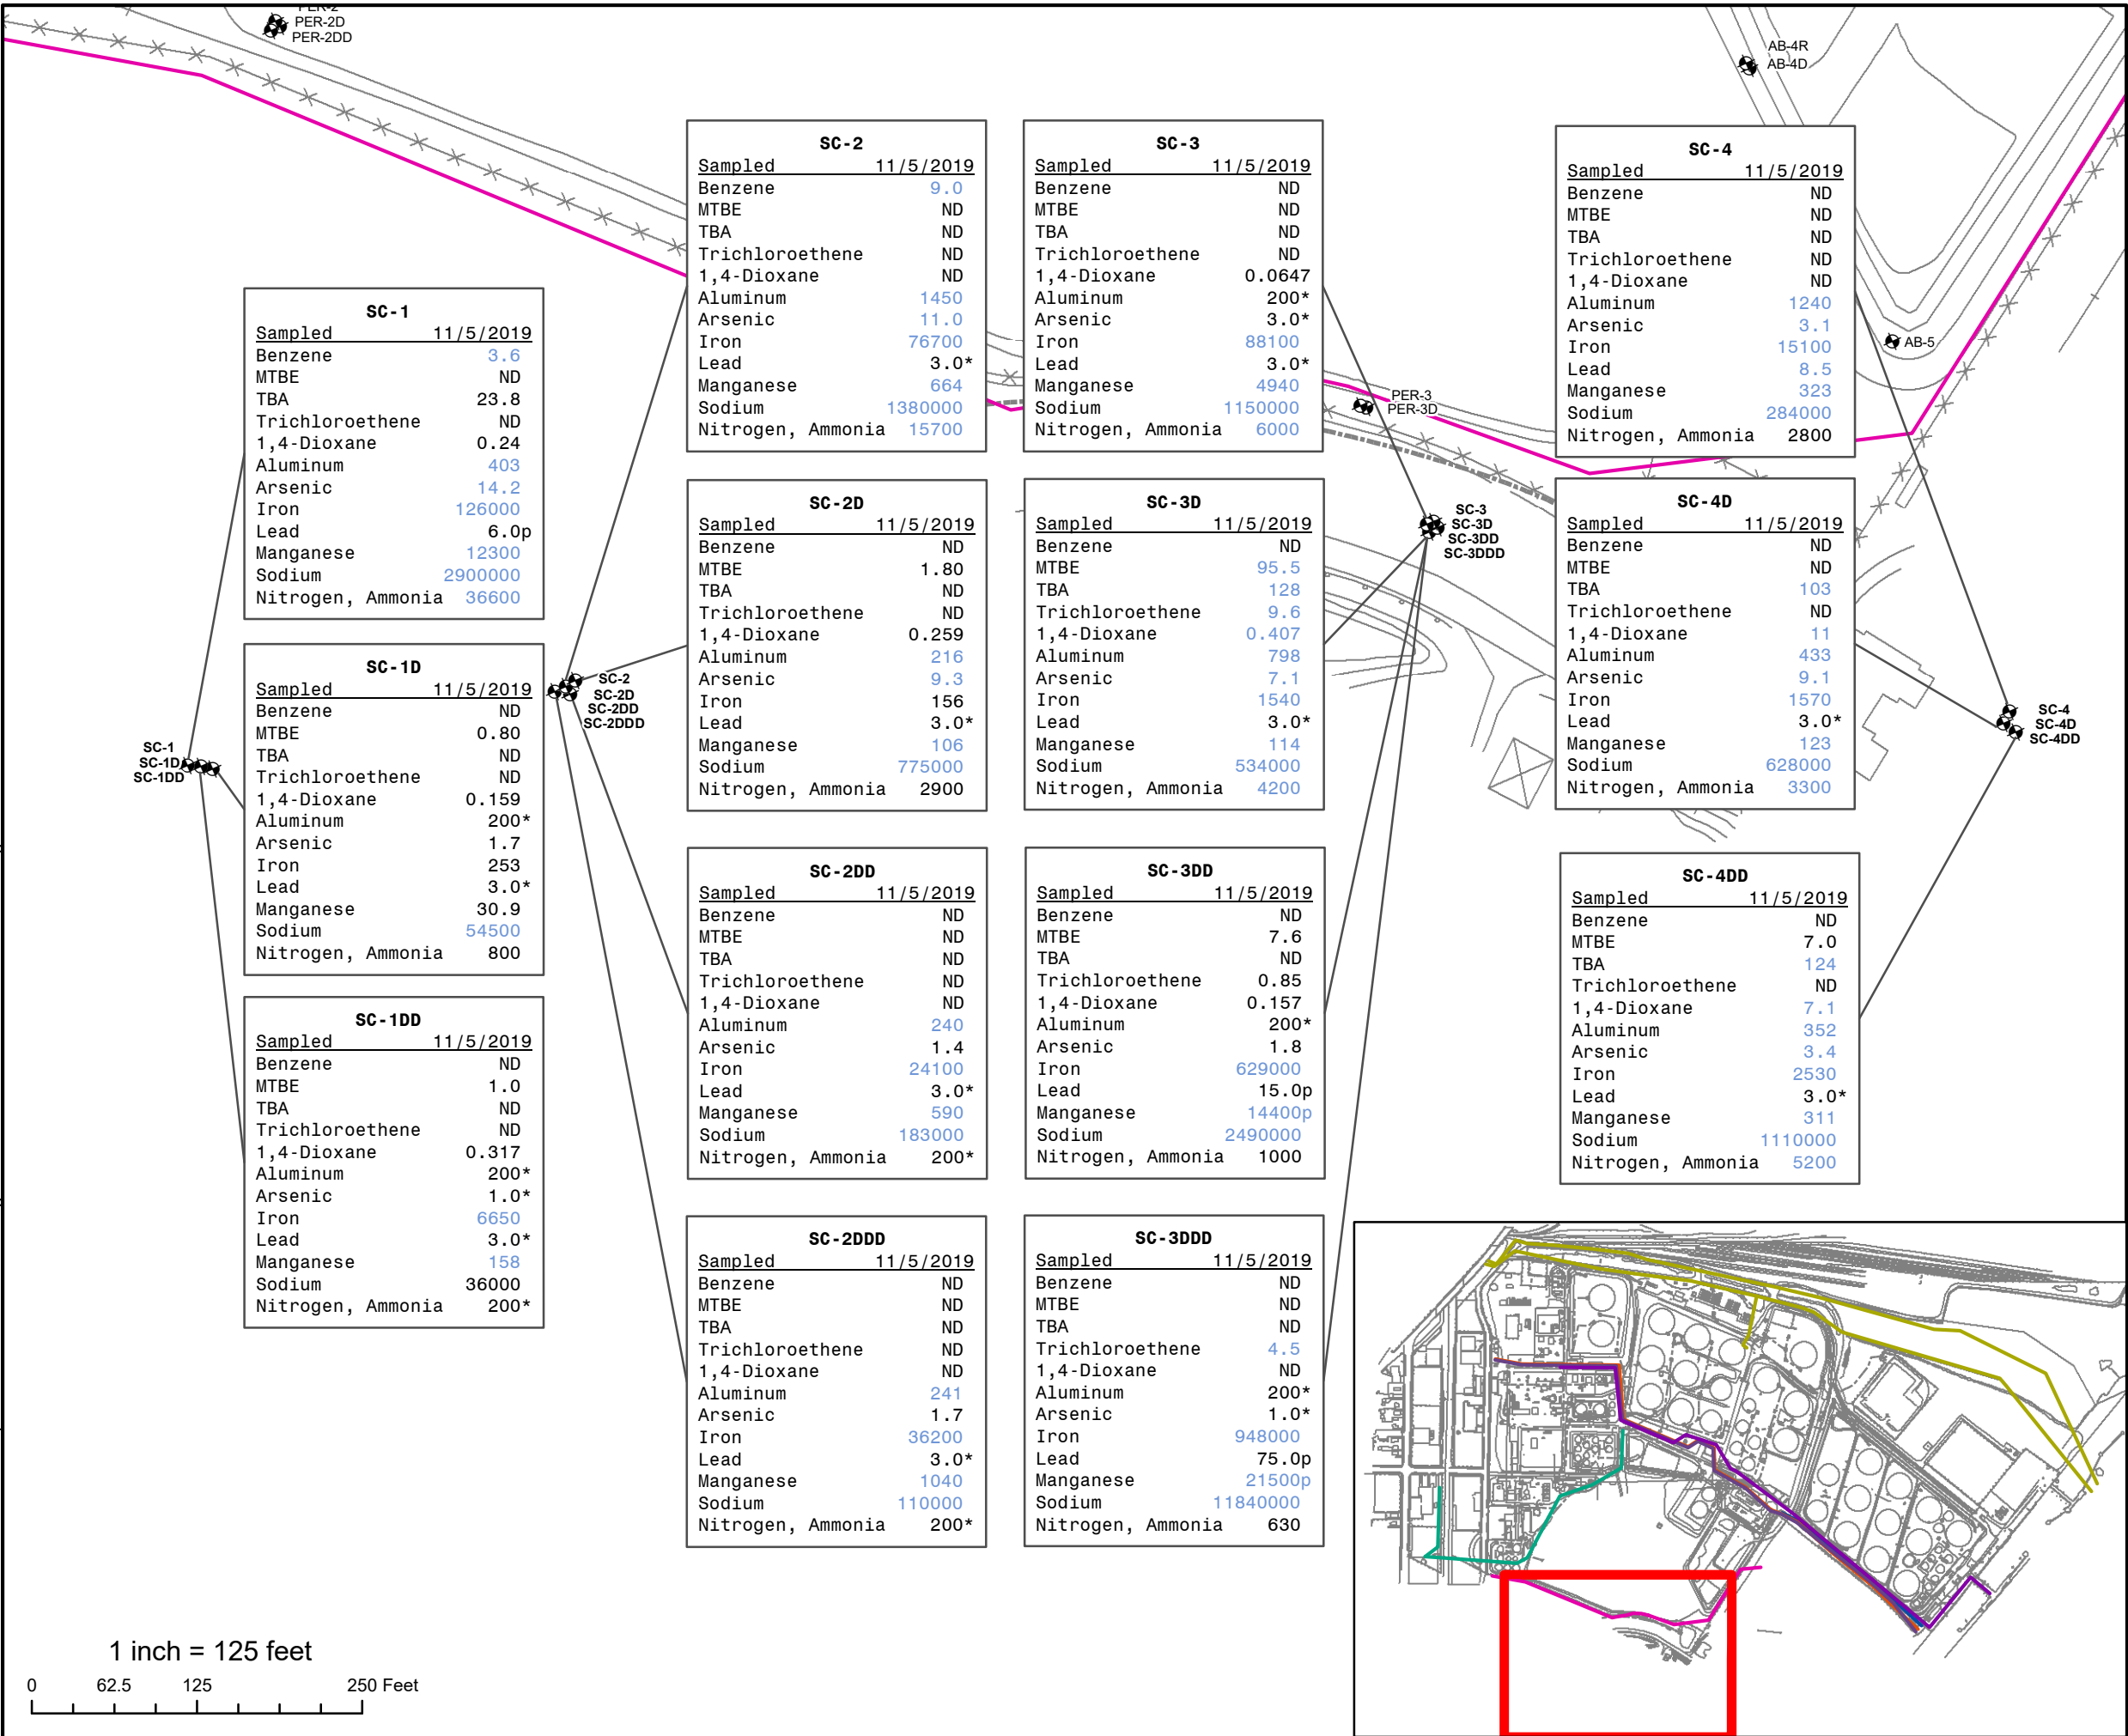 PER-2
PER-2D
PER-2DD
AB-4R
AB-4D
SC-2
Sampled 11/5/2019
Benzene 9.0
MTBE ND
TBA ND
Trichloroethene ND
1,4-Dioxane ND
Aluminum 1450
Arsenic 11.0
Iron 76700
Lead 3.0*
Manganese 664
Sodium 1380000
Nitrogen, Ammonia 15700
SC-3
Sampled 11/5/2019
Benzene ND
MTBE ND
TBA ND
Trichloroethene ND
1,4-Dioxane 0.0647
Aluminum 200*
Arsenic 3.0*
Iron 88100
Lead 3.0*
Manganese 4940
Sodium 1150000
Nitrogen, Ammonia 6000
SC-4
Sampled 11/5/2019
Benzene ND
MTBE ND
TBA ND
Trichloroethene ND
1,4-Dioxane ND
Aluminum 1240
Arsenic 3.1
Iron 15100
Lead 8.5
Manganese 323
Sodium 284000
Nitrogen, Ammonia 2800
AB-5
PER-3
PER-3D
SC-1
Sampled 11/5/2019
Benzene 3.6
MTBE ND
TBA 23.8
Trichloroethene ND
1,4-Dioxane 0.24
Aluminum 403
Arsenic 14.2
Iron 126000
Lead 6.0p
Manganese 12300
Sodium 2900000
Nitrogen, Ammonia 36600
SC-2D
Sampled 11/5/2019
Benzene ND
MTBE 1.80
TBA ND
Trichloroethene ND
1,4-Dioxane 0.259
Aluminum 216
Arsenic 9.3
Iron 156
Lead 3.0*
Manganese 106
Sodium 775000
Nitrogen, Ammonia 2900
SC-3D
Sampled 11/5/2019
Benzene ND
MTBE 95.5
TBA 128
Trichloroethene 9.6
1,4-Dioxane 0.407
Aluminum 798
Arsenic 7.1
Iron 1540
Lead 3.0*
Manganese 114
Sodium 534000
Nitrogen, Ammonia 4200
SC-3
SC-3D
SC-3DD
SC-3DDD
SC-4D
Sampled 11/5/2019
Benzene ND
MTBE ND
TBA 103
Trichloroethene ND
1,4-Dioxane 11
Aluminum 433
Arsenic 9.1
Iron 1570
Lead 3.0*
Manganese 123
Sodium 628000
Nitrogen, Ammonia 3300
SC-1D
Sampled 11/5/2019
Benzene ND
MTBE 0.80
TBA ND
Trichloroethene ND
1,4-Dioxane 0.159
Aluminum 200*
Arsenic 1.7
Iron 253
Lead 3.0*
Manganese 30.9
Sodium 54500
Nitrogen, Ammonia 800
SC-2
SC-2D
SC-2DD
SC-2DDD
SC-4
SC-4D
SC-4DD
SC-1
SC-1D
SC-1DD
SC-2DD
Sampled 11/5/2019
Benzene ND
MTBE ND
TBA ND
Trichloroethene ND
1,4-Dioxane ND
Aluminum 240
Arsenic 1.4
Iron 24100
Lead 3.0*
Manganese 590
Sodium 183000
Nitrogen, Ammonia 200*
SC-3DD
Sampled 11/5/2019
Benzene ND
MTBE 7.6
TBA ND
Trichloroethene 0.85
1,4-Dioxane 0.157
Aluminum 200*
Arsenic 1.8
Iron 629000
Lead 15.0p
Manganese 14400p
Sodium 2490000
Nitrogen, Ammonia 1000
SC-4DD
Sampled 11/5/2019
Benzene ND
MTBE 7.0
TBA 124
Trichloroethene ND
1,4-Dioxane 7.1
Aluminum 352
Arsenic 3.4
Iron 2530
Lead 3.0*
Manganese 311
Sodium 1110000
Nitrogen, Ammonia 5200
SC-1DD
Sampled 11/5/2019
Benzene ND
MTBE 1.0
TBA ND
Trichloroethene ND
1,4-Dioxane 0.317
Aluminum 200*
Arsenic 1.0*
Iron 6650
Lead 3.0*
Manganese 158
Sodium 36000
Nitrogen, Ammonia 200*
SC-2DDD
Sampled 11/5/2019
Benzene ND
MTBE ND
TBA ND
Trichloroethene ND
1,4-Dioxane ND
Aluminum 241
Arsenic 1.7
Iron 36200
Lead 3.0*
Manganese 1040
Sodium 110000
Nitrogen, Ammonia 200*
SC-3DDD
Sampled 11/5/2019
Benzene ND
MTBE ND
TBA ND
Trichloroethene 4.5
1,4-Dioxane ND
Aluminum 200*
Arsenic 1.0*
Iron 948000
Lead 75.0p
Manganese 21500p
Sodium 11840000
Nitrogen, Ammonia 630
1 inch = 125 feet
0 62.5 125 250 Feet